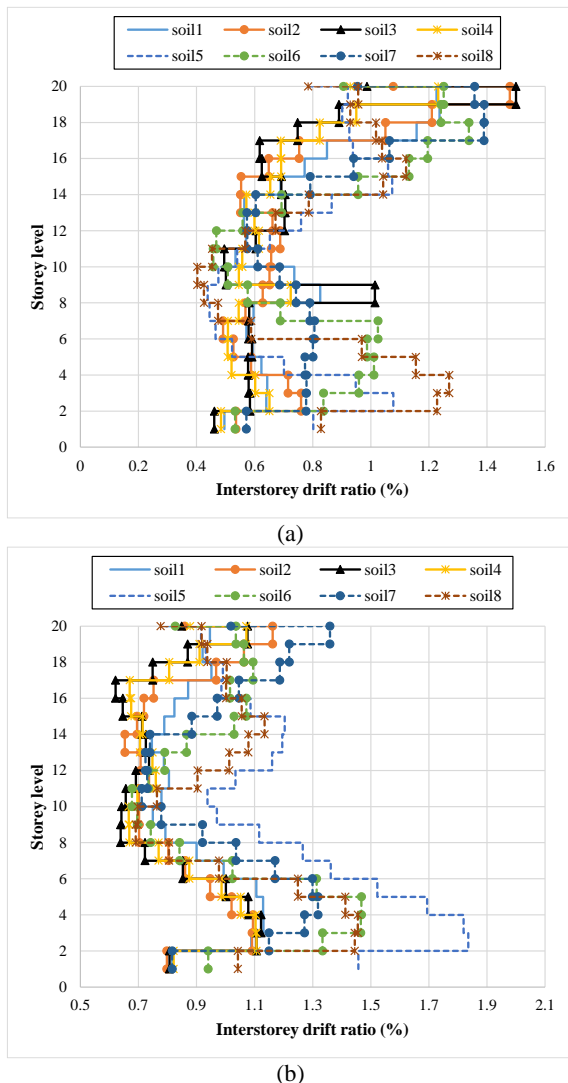 (a)
soil1 soil2 soil3 soil4
soil5 soil6 soil7 soil8
20
18
16
14
12
10
8
6
4
2
0
Storey level
0 0.2 0.4 0.6 0.8 1 1.2 1.4 1.6
Interstorey drift ratio (%)
(a)
(b)
soil1 soil2 soil3 soil4
soil5 soil6 soil7 soil8
20
18
16
14
12
10
8
6
4
2
0
Storey level
0.5 0.7 0.9 1.1 1.3 1.5 1.7 1.9 2.1
Interstorey drift ratio (%)
(b)